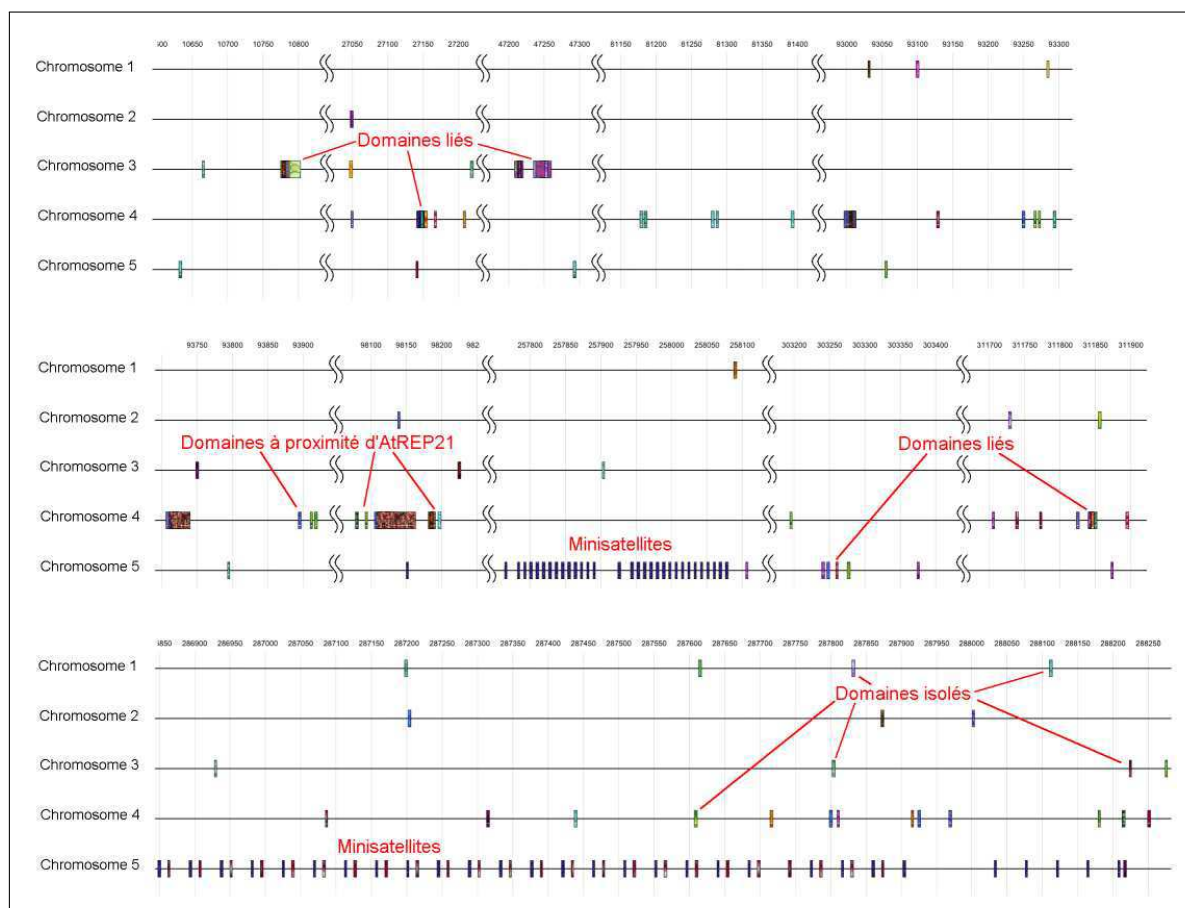 500 10650 10700 10750 10800 27050 27100 27150 27200 47200 47250 47300 81150 81200 81250 81300 81350 81400 93000 93050 93100 93150 93200 93250 93300
Chromosome 1
Chromosome 2
Domaines liés
Chromosome 3
Chromosome 4
Chromosome 5
93750 93800 93850 93900 98100 98150 98200 982 257800 257850 257900 257950 258000 258050 258100 303200 303250 303300 303350 303400 311700 311750 311800 311850 311900
Chromosome 1
Chromosome 2
Domaines à proximité d'AtREP21
Domaines liés
Chromosome 3
Chromosome 4
Minisatellites
Chromosome 5
850 286900 286950 287000 287050 287100 287150 287200 287250 287300 287350 287400 287450 287500 287550 287600 287650 287700 287750 287800 287850 287900 287950 288000 288050 288100 288150 288200 288250
Chromosome 1
Domaines isolés
Chromosome 2
Chromosome 3
Chromosome 4
Minisatellites
Chromosome 5